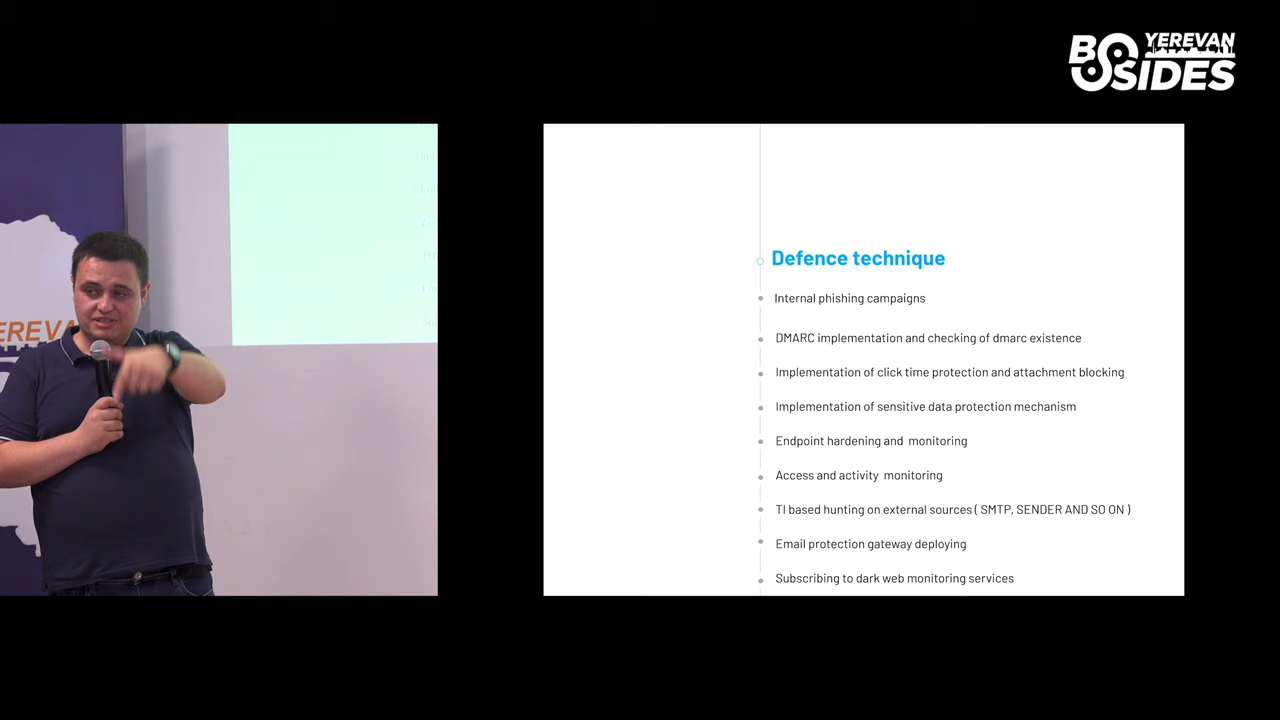 YEREVAN
BSIDES
EREVA
Defence technique
Internal phishing campaigns
DMARC implementation and checking of dmarc existence
Implementation of click time protection and attachment blocking
Implementation of sensitive data protection mechanism
Endpoint hardening and monitoring
Access and activity monitoring
TI based hunting on external sources ( SMTP, SENDER AND SO ON )
Email protection gateway deploying
Subscribing to dark web monitoring services